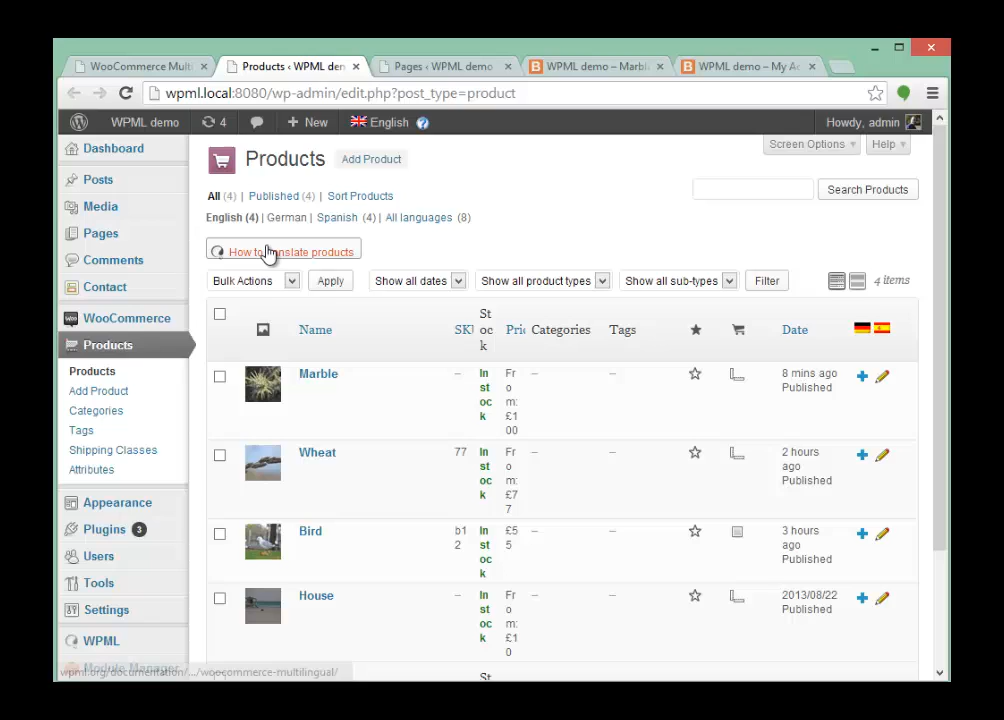 WooCommerce Multi
Products ‹ WPML den
Pages ‹ WPML demo
WPML demo – Marbl
WPML demo – My Ac
wpml.local:8080/wp-admin/edit.php?post_type=product
WPML demo
4
New
English
Howdy, admin
Dashboard
Posts
Media
Pages
Comments
Contact
WooCommerce
Products
Products
Add Product
Categories
Tags
Shipping Classes
Attributes
Appearance
Plugins 3
Users
Tools
Settings
WPML
Module Manager
wpml.org/documentation/.../woocommerce-multilingual/
Screen Options
Help
Products
Add Product
All (4) | Published (4) | Sort Products
Search Products
English (4) | German | Spanish (4) | All languages (8)
How to translate products
Bulk Actions
Apply
Show all dates
Show all product types
Show all sub-types
Filter
4 items
Name
SKU
St
oc
k
Pric
Categories
Tags
Date
Marble
–
In
st
oc
k
Fr
o
m:
£1
00
–
–
8 mins ago
Published
Wheat
77
In
st
oc
k
Fr
o
m:
£7
7
–
–
2 hours
ago
Published
Bird
b1
2
In
st
oc
k
£5
5
–
–
3 hours
ago
Published
House
–
In
st
oc
k
Fr
o
m:
£1
0
–
–
2013/08/22
Published
St